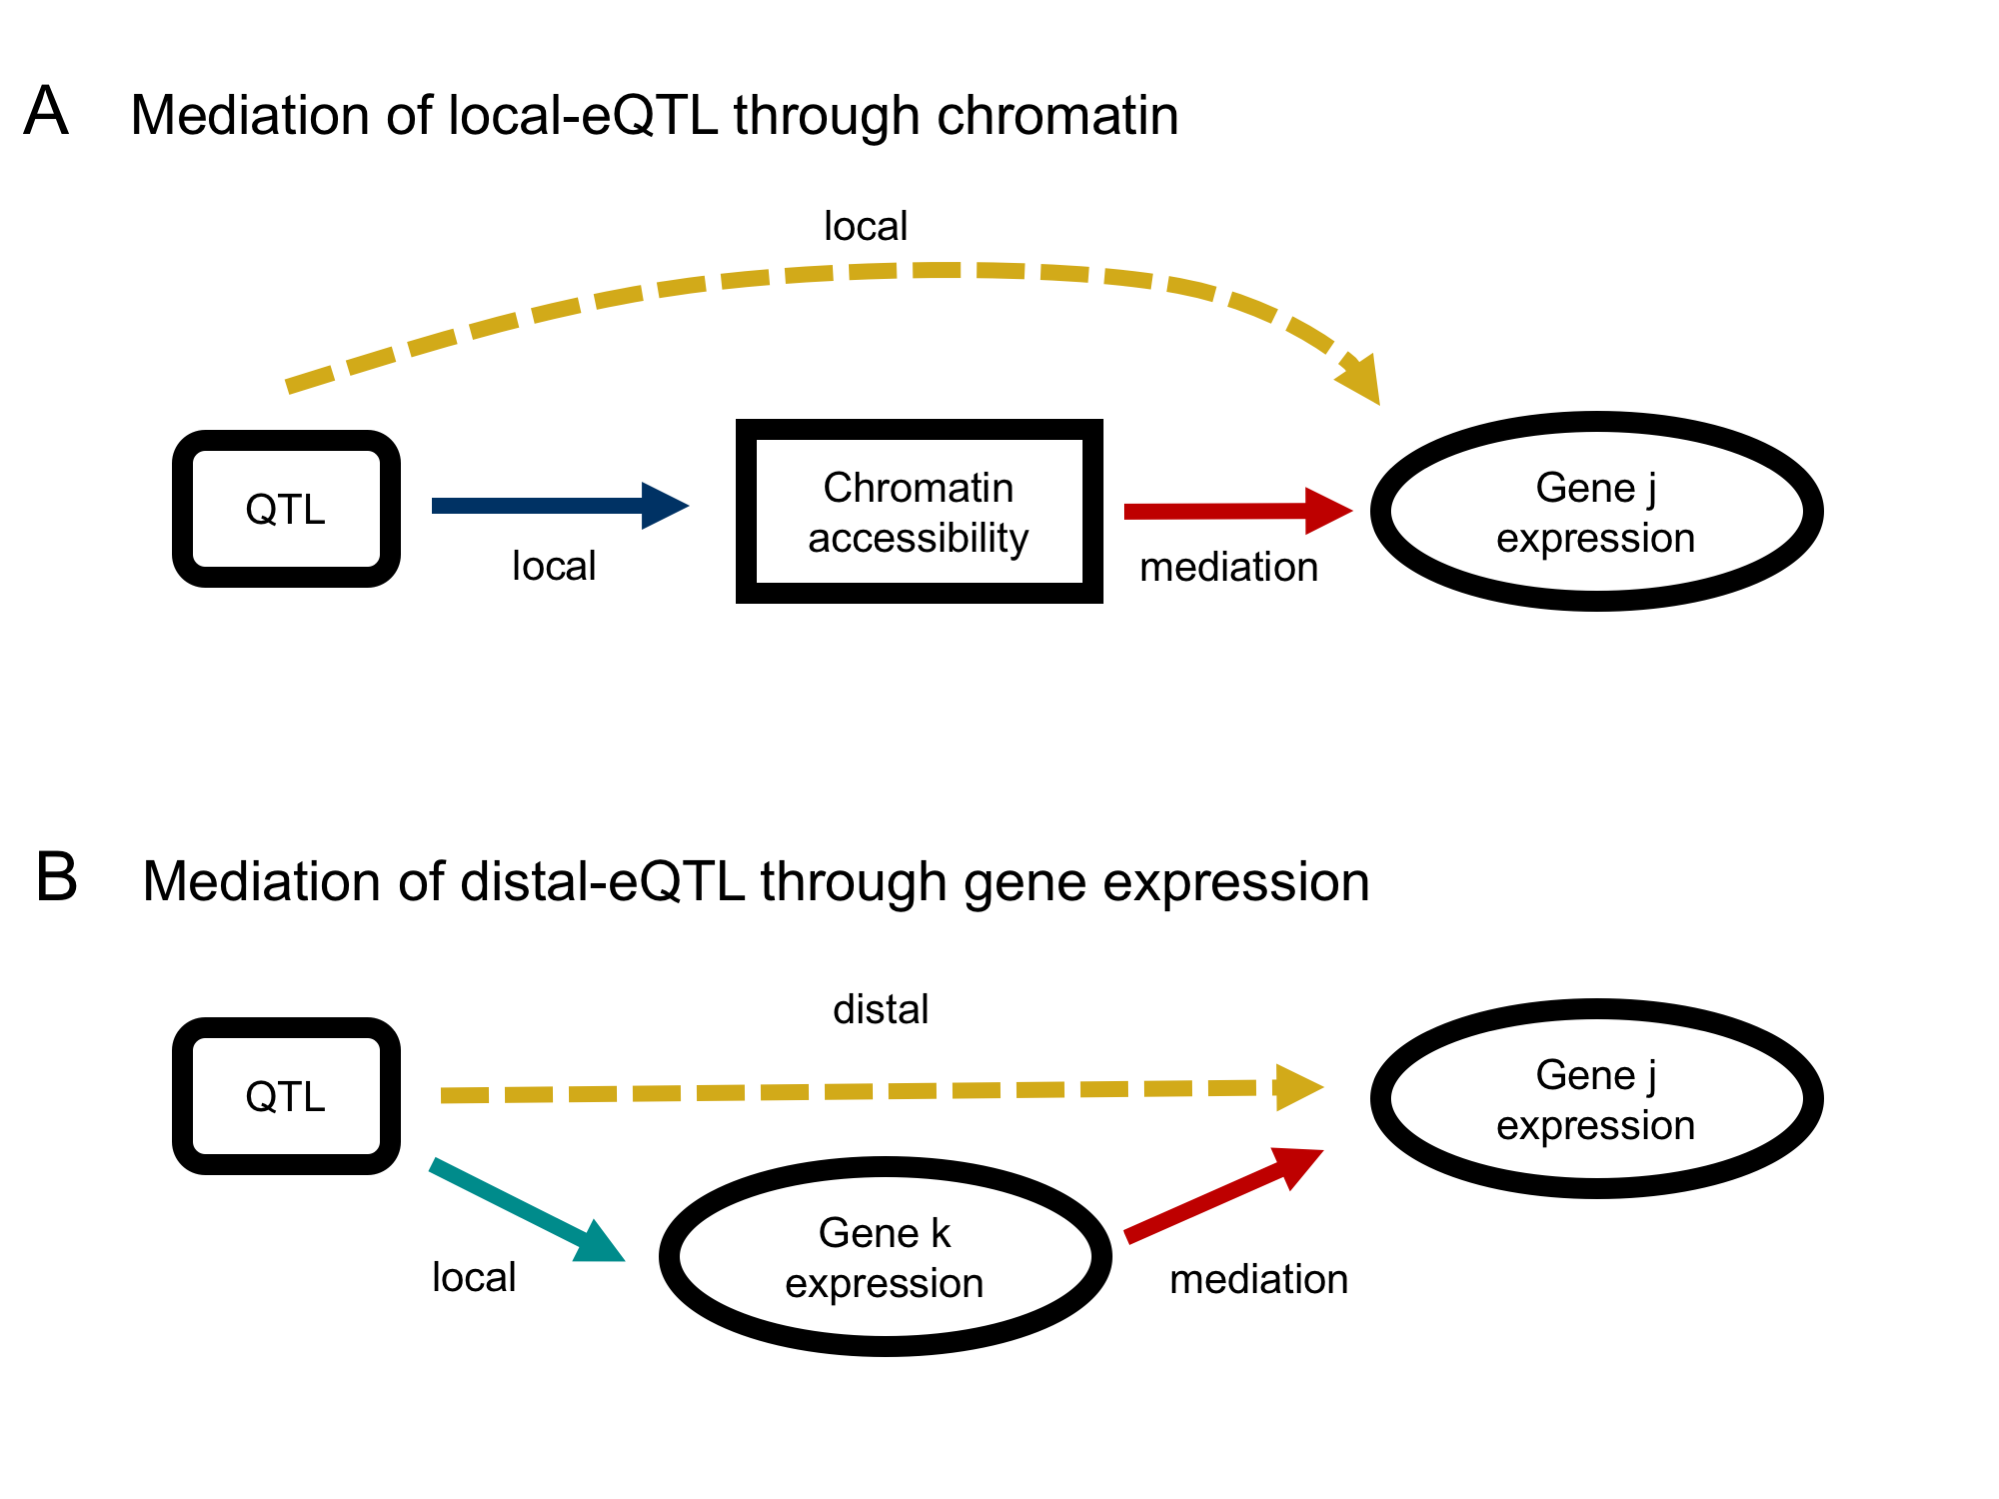 A Mediation of local-eQTL through chromatin
local
QTL
local
Chromatin
accessibility
mediation
Gene j
expression
B Mediation of distal-eQTL through gene expression
distal
QTL
local
Gene k
expression
mediation
Gene j
expression